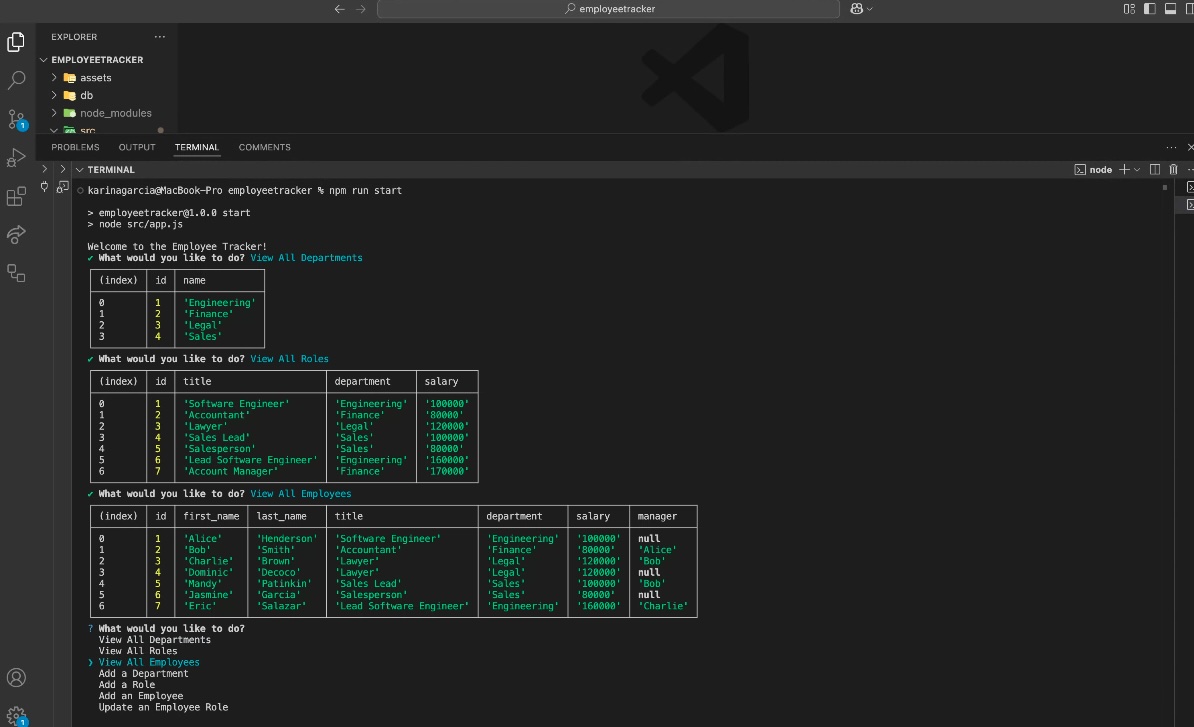 employeetracker
EXPLORER
EMPLOYEETRACKER
assets
db
node_modules
src
1
PROBLEMS OUTPUT TERMINAL COMMENTS
TERMINAL
node
karinagarcia@MacBook-Pro employeetracker % npm run start
> employeetracker@1.0.0 start
> node src/app.js
Welcome to the Employee Tracker!
✔ What would you like to do? View All Departments
(index) id name
0 1 'Engineering'
1 2 'Finance'
2 3 'Legal'
3 4 'Sales'
✔ What would you like to do? View All Roles
(index) id title department salary
0 1 'Software Engineer' 'Engineering' '100000'
1 2 'Accountant' 'Finance' '80000'
2 3 'Lawyer' 'Legal' '120000'
3 4 'Sales Lead' 'Sales' '100000'
4 5 'Salesperson' 'Sales' '80000'
5 6 'Lead Software Engineer' 'Engineering' '160000'
6 7 'Account Manager' 'Finance' '170000'
✔ What would you like to do? View All Employees
(index) id first_name last_name title department salary manager
0 1 'Alice' 'Henderson' 'Software Engineer' 'Engineering' '100000' null
1 2 'Bob' 'Smith' 'Accountant' 'Finance' '80000' 'Alice'
2 3 'Charlie' 'Brown' 'Lawyer' 'Legal' '120000' 'Bob'
3 4 'Dominic' 'Decoco' 'Lawyer' 'Legal' '120000' null
4 5 'Mandy' 'Patinkin' 'Sales Lead' 'Sales' '100000' 'Bob'
5 6 'Jasmine' 'Garcia' 'Salesperson' 'Sales' '80000' null
6 7 'Eric' 'Salazar' 'Lead Software Engineer' 'Engineering' '160000' 'Charlie'
? What would you like to do?
View All Departments
View All Roles
❯ View All Employees
Add a Department
Add a Role
Add an Employee
Update an Employee Role
1